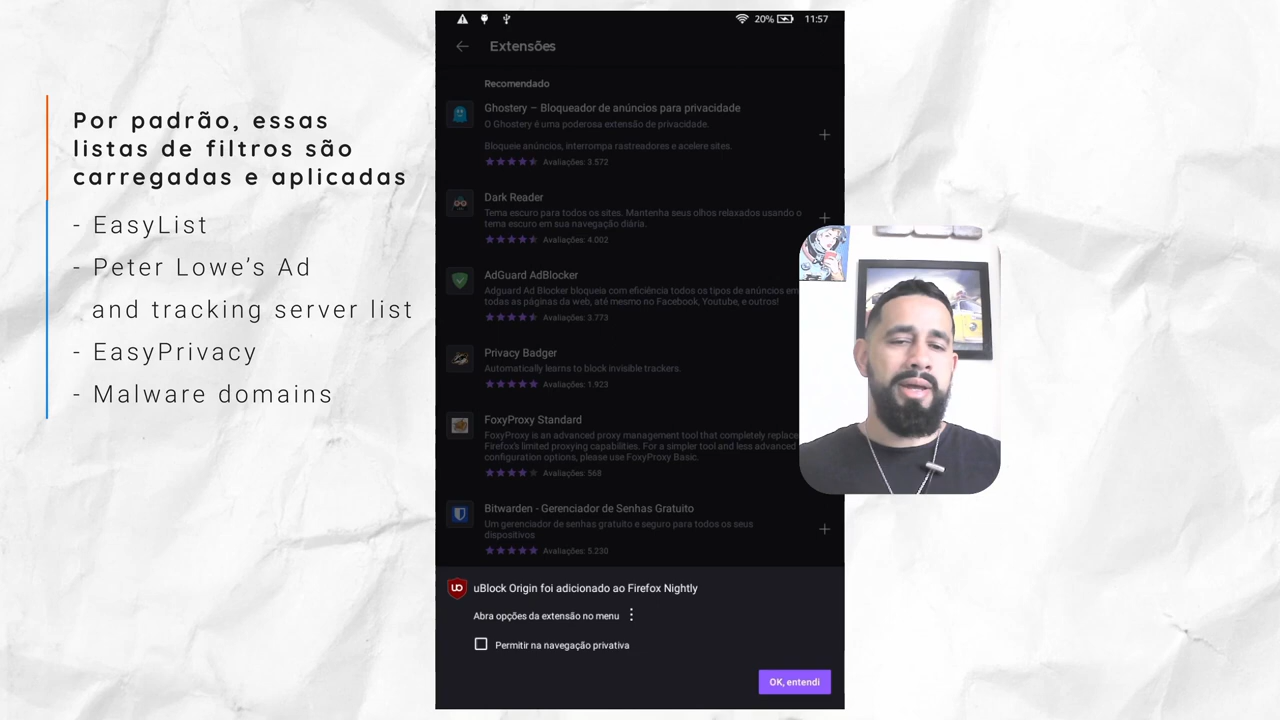 Por padrão, essas
listas de filtros são
carregadas e aplicadas
- EasyList
- Peter Lowe’s Ad
and tracking server list
- EasyPrivacy
- Malware domains
20% 11:57
Extensões
Recomendado
Ghostery – Bloqueador de anúncios para privacidade
O Ghostery é uma poderosa extensão de privacidade.
Bloqueie anúncios, interrompa rastreadores e acelere sites.
Avaliações: 3.572
Dark Reader
Tema escuro para todos os sites. Mantenha seus olhos relaxados usando o
tema escuro em sua navegação diária.
Avaliações: 4.002
AdGuard AdBlocker
Adguard Ad Blocker bloqueia com eficiência todos os tipos de anúncios em
todas as páginas da web, até mesmo no Facebook, Youtube, e outros!
Avaliações: 3.773
Privacy Badger
Automatically learns to block invisible trackers.
Avaliações: 1.923
FoxyProxy Standard
FoxyProxy is an advanced proxy management tool that completely replace
Firefox's limited proxying capabilities. For a simpler tool and less advanced
configuration options, please use FoxyProxy Basic.
Avaliações: 568
Bitwarden - Gerenciador de Senhas Gratuito
Um gerenciador de senhas gratuito e seguro para todos os seus
dispositivos
Avaliações: 5.230
uBlock Origin foi adicionado ao Firefox Nightly
Abra opções da extensão no menu
Permitir na navegação privativa
OK, entendi